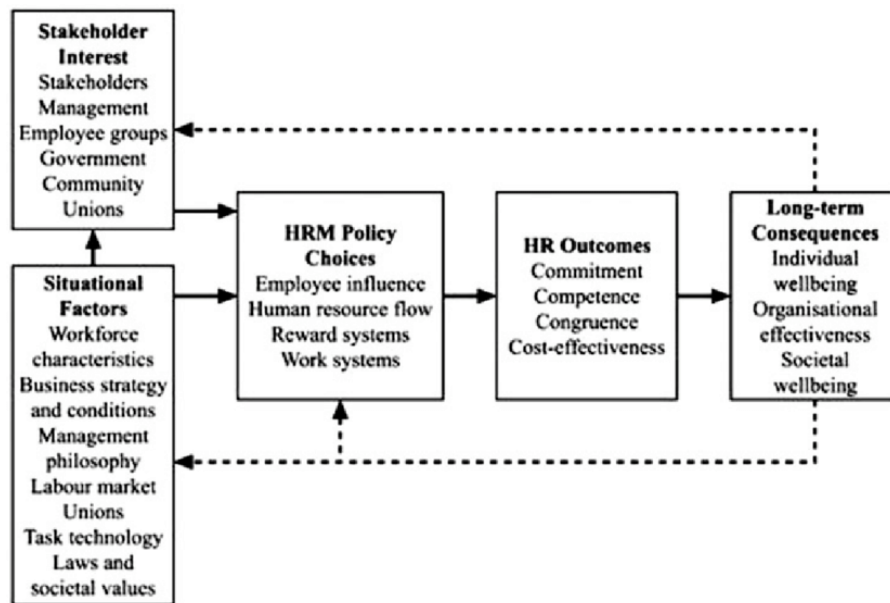 Stakeholder
Interest
Stakeholders
Management
Employee groups
Government
Community
Unions
Situational
Factors
Workforce
characteristics
Business strategy
and conditions
Management
philosophy
Labour market
Unions
Task technology
Laws and
societal values
HRM Policy
Choices
Employee influence
Human resource flow
Reward systems
Work systems
HR Outcomes
Commitment
Competence
Congruence
Cost-effectiveness
Long-term
Consequences
Individual
wellbeing
Organisational
effectiveness
Societal
wellbeing